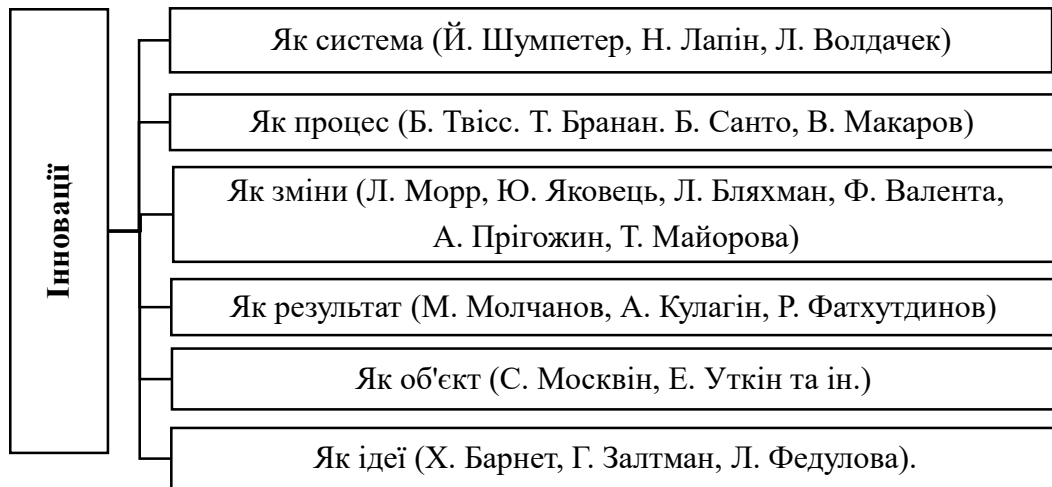 Інновації
Як система (Й. Шумпетер, Н. Лапін, Л. Волдачек)
Як процес (Б. Твісс. Т. Бранан. Б. Санто, В. Макаров)
Як зміни (Л. Морр, Ю. Яковець, Л. Бляхман, Ф. Валента,
А. Прігожин, Т. Майорова)
Як результат (М. Молчанов, А. Кулагін, Р. Фатхутдинов)
Як об'єкт (С. Москвін, Е. Уткін та ін.)
Як ідеї (Х. Барнет, Г. Залтман, Л. Федулова).